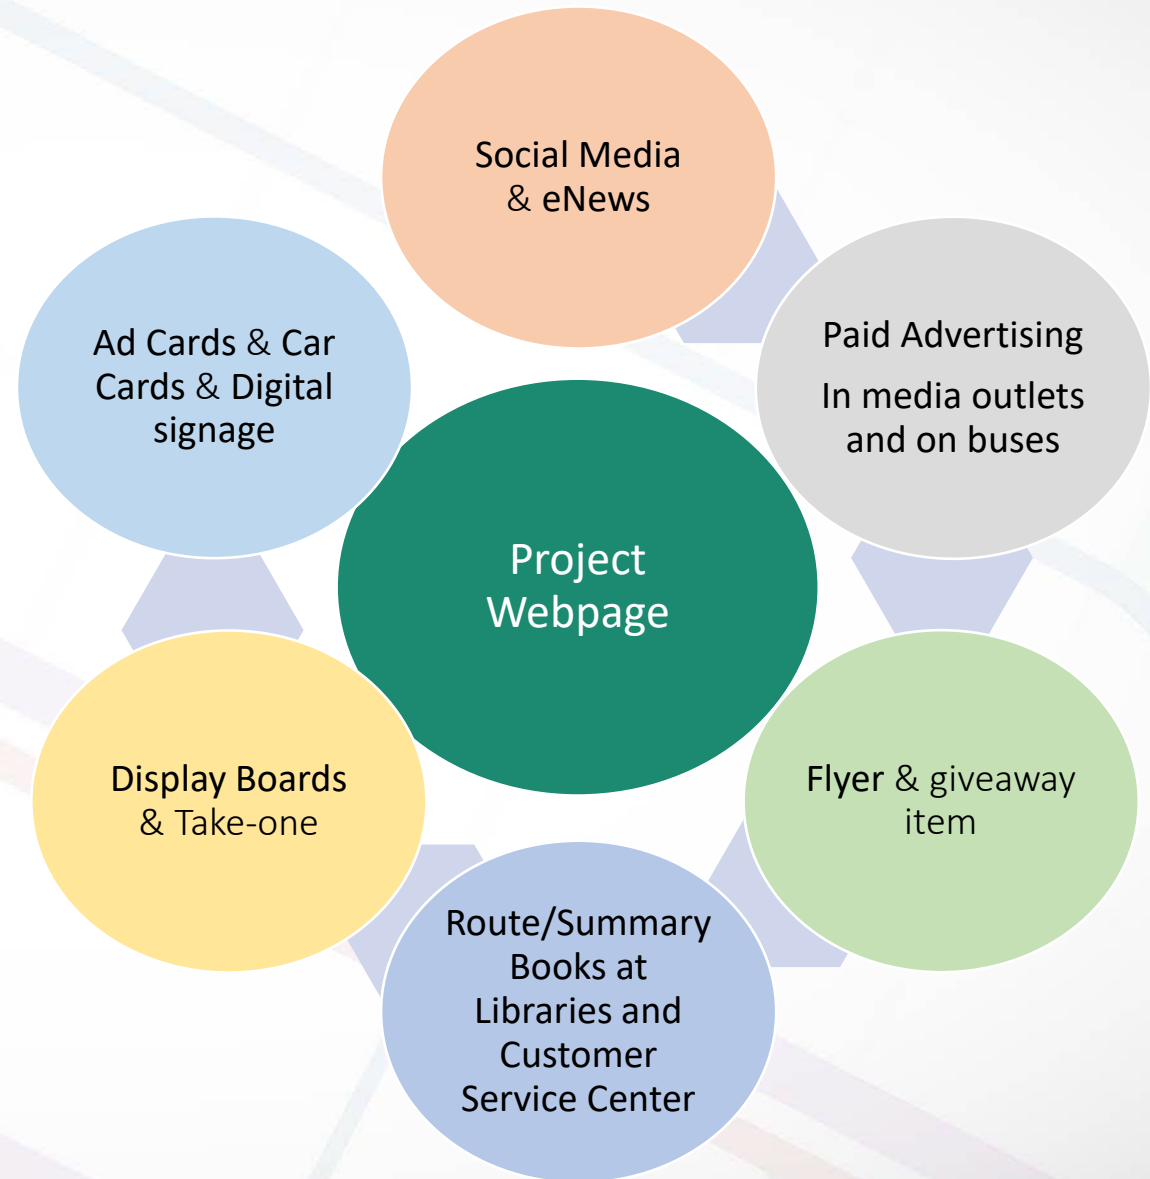 Social Media
& eNews
Paid Advertising
In media outlets
and on buses
Flyer & giveaway
item
Route/Summary
Books at
Libraries and
Customer
Service Center
Display Boards
& Take-one
Ad Cards & Car
Cards & Digital
signage
Project
Webpage